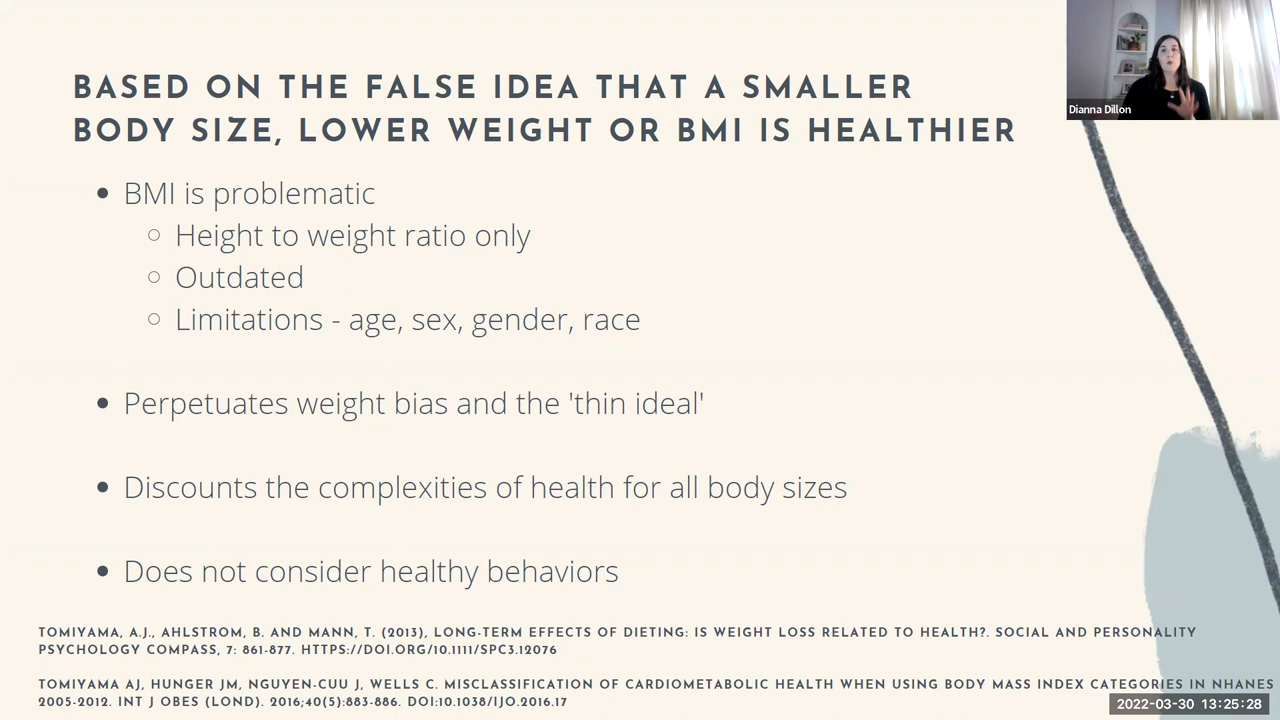 BASED ON THE FALSE IDEA THAT A SMALLER
BODY SIZE, LOWER WEIGHT OR BMI IS HEALTHIER
Dianna Dillon
• BMI is problematic
○ Height to weight ratio only
○ Outdated
○ Limitations - age, sex, gender, race
• Perpetuates weight bias and the 'thin ideal'
• Discounts the complexities of health for all body sizes
• Does not consider healthy behaviors
TOMIYAMA, A.J., AHLSTROM, B. AND MANN, T. (2013), LONG-TERM EFFECTS OF DIETING: IS WEIGHT LOSS RELATED TO HEALTH?. SOCIAL AND PERSONALITY
PSYCHOLOGY COMPASS, 7: 861-877. HTTPS://DOI.ORG/10.1111/SPC3.12076
TOMIYAMA AJ, HUNGER JM, NGUYEN-CUU J, WELLS C. MISCLASSIFICATION OF CARDIOMETABOLIC HEALTH WHEN USING BODY MASS INDEX CATEGORIES IN NHANES
2005-2012. INT J OBES (LOND). 2016;40(5):883-886. DOI:10.1038/IJO.2016.17
2022-03-30 13:25:28